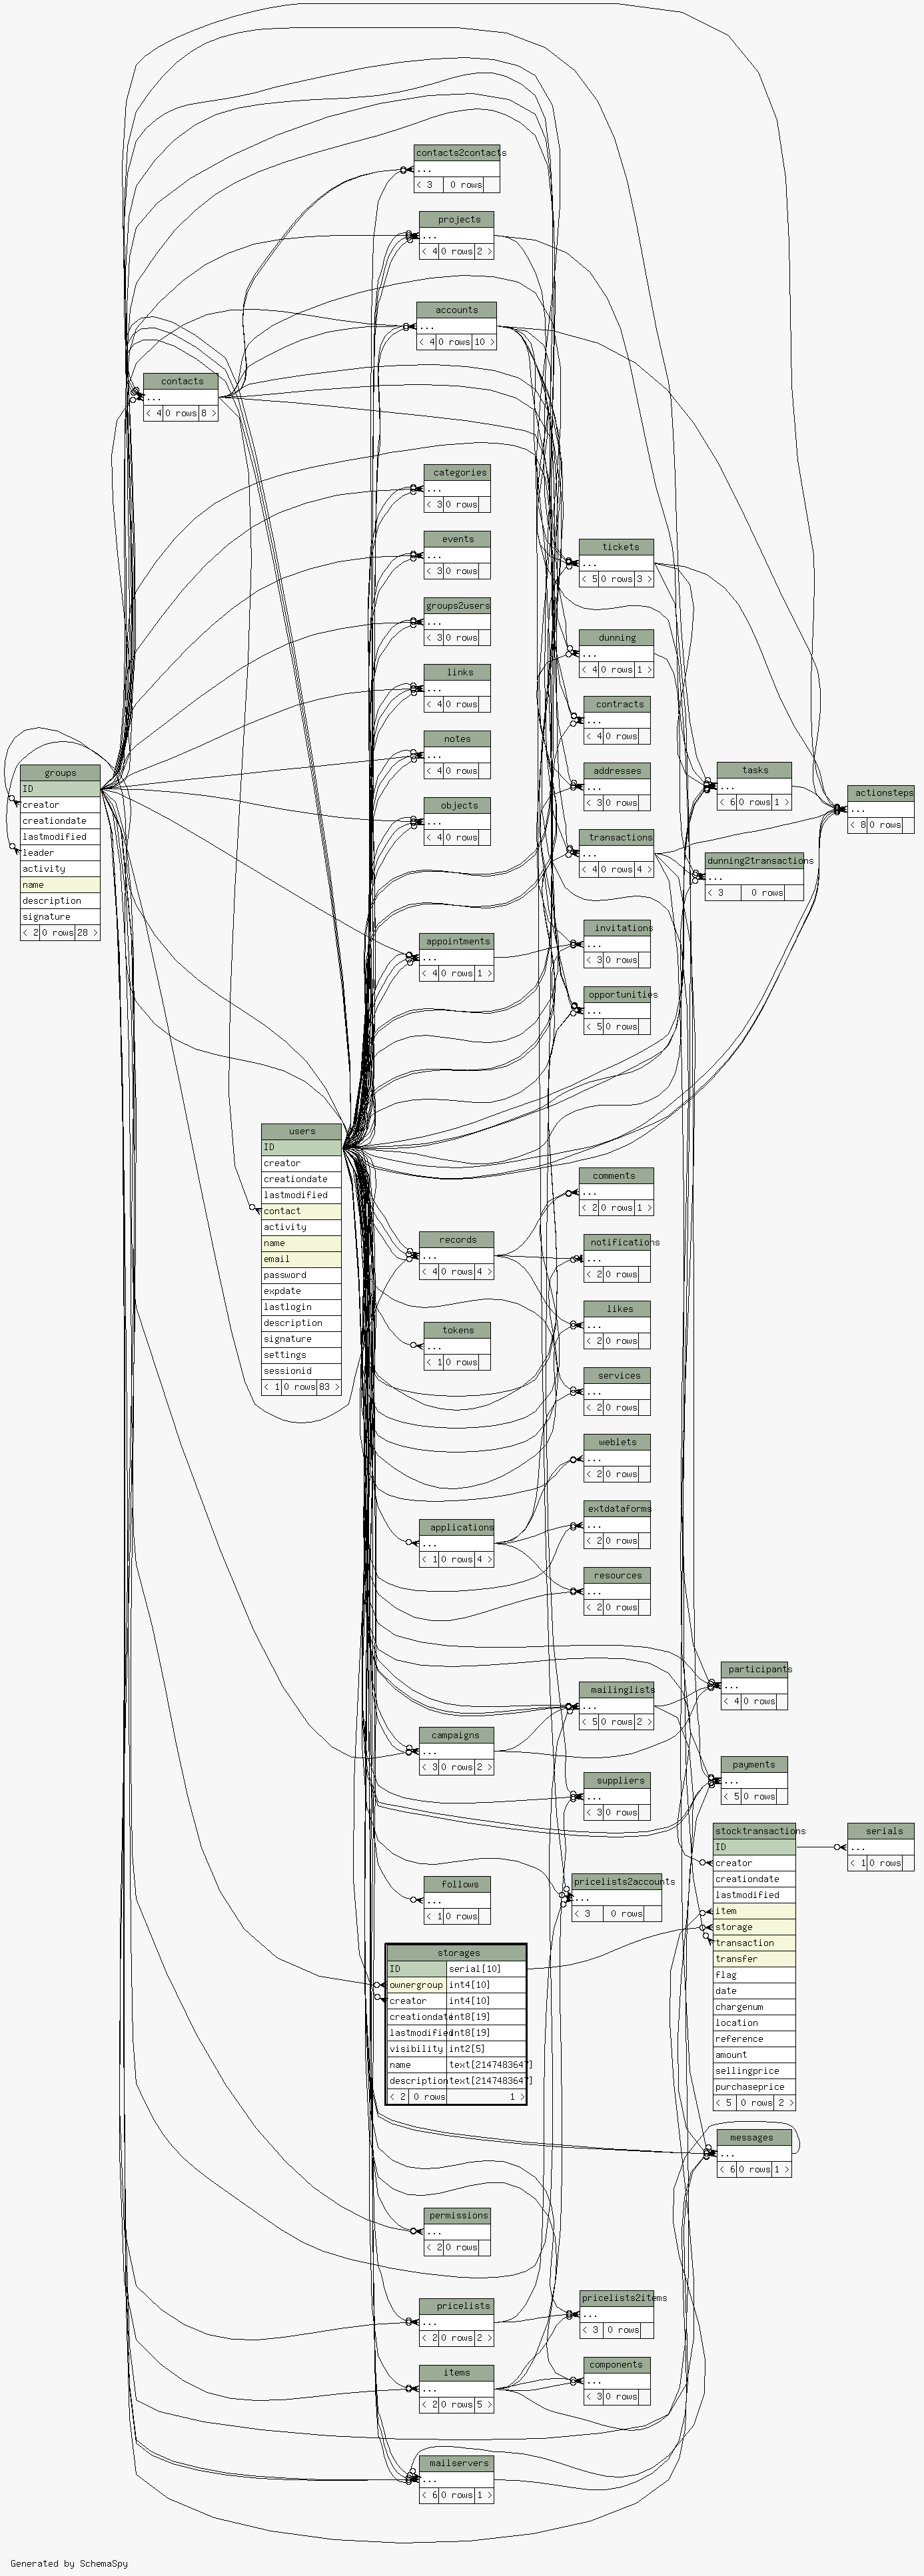 contacts2contacts
...
< 3 0 rows
projects
...
< 4 0 rows 2 >
accounts
...
< 4 0 rows 10 >
contacts
...
< 4 0 rows 8 >
categories
...
< 3 0 rows
events
...
< 3 0 rows
tickets
...
< 5 0 rows 3 >
groups2users
...
< 3 0 rows
dunning
...
< 4 0 rows 1 >
links
...
< 4 0 rows
contracts
...
< 4 0 rows
notes
...
< 4 0 rows
addresses
...
< 3 0 rows
tasks
...
< 6 0 rows 1 >
groups
ID
creator
creationdate
lastmodified
leader
activity
name
description
signature
< 2 0 rows 28 >
actionsteps
...
< 8 0 rows
objects
...
< 4 0 rows
transactions
...
< 4 0 rows 4 >
dunning2transactions
...
< 3 0 rows
invitations
...
< 3 0 rows
appointments
...
< 4 0 rows 1 >
opportunities
...
< 5 0 rows
users
ID
creator
creationdate
lastmodified
contact
activity
name
email
password
expdate
lastlogin
description
signature
settings
sessionid
< 1 0 rows 83 >
comments
...
< 2 0 rows 1 >
records
...
< 4 0 rows 4 >
notifications
...
< 2 0 rows
likes
...
< 2 0 rows
tokens
...
< 1 0 rows
services
...
< 2 0 rows
weblets
...
< 2 0 rows
extdataforms
...
< 2 0 rows
applications
...
< 1 0 rows 4 >
resources
...
< 2 0 rows
participants
...
< 4 0 rows
mailinglists
...
< 5 0 rows 2 >
campaigns
...
< 3 0 rows 2 >
payments
...
< 5 0 rows
suppliers
...
< 3 0 rows
stocktransactions
ID
creator
creationdate
lastmodified
item
storage
transaction
transfer
flag
date
chargenum
location
reference
amount
sellingprice
purchaseprice
< 5 0 rows 2 >
serials
...
< 1 0 rows
follows
...
< 1 0 rows
pricelists2accounts
...
< 3 0 rows
storages
ID serial[10]
ownergroup int4[10]
creator int4[10]
creationdate int8[19]
lastmodified int8[19]
visibility int2[5]
name text[2147483647]
description text[2147483647]
< 2 0 rows 1 >
messages
...
< 6 0 rows 1 >
permissions
...
< 2 0 rows
pricelists
...
< 2 0 rows 2 >
pricelists2items
...
< 3 0 rows
items
...
< 2 0 rows 5 >
components
...
< 3 0 rows
mailservers
...
< 6 0 rows 1 >
Generated by SchemaSpy